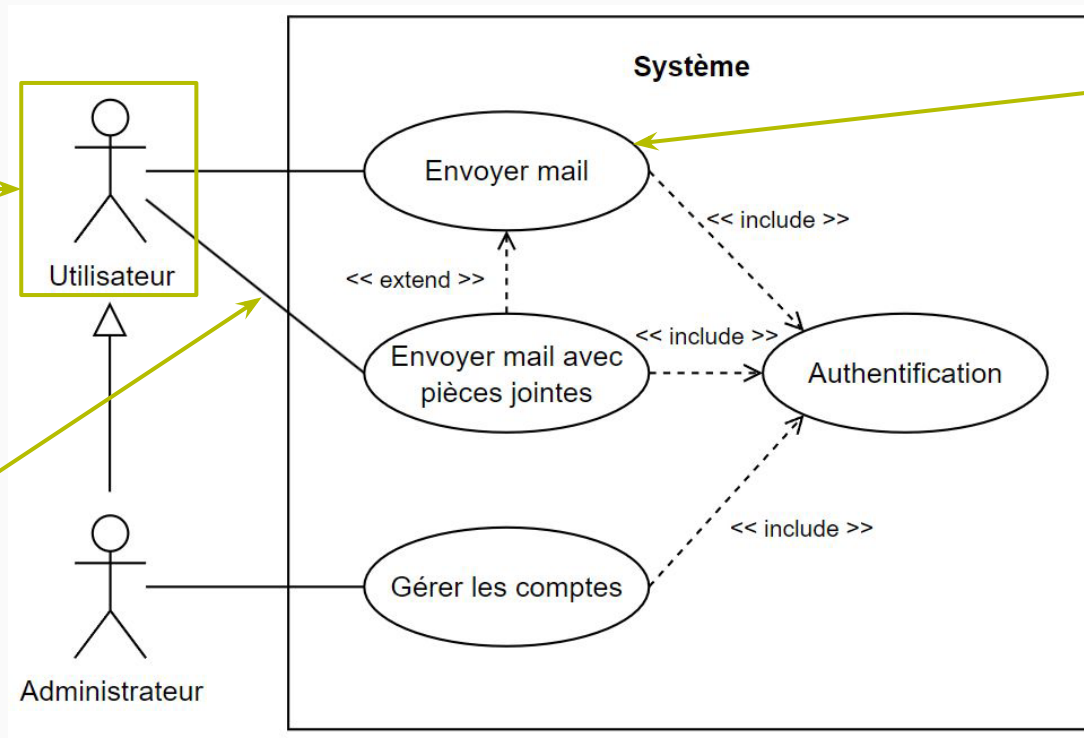 Système
Envoyer mail
<< include >>
Utilisateur
<< extend >>
<< include >>
Envoyer mail avec
pièces jointes
Authentification
<< include >>
Gérer les comptes
Administrateur